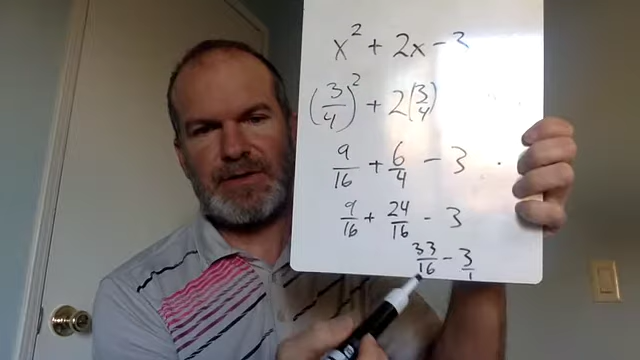 x² + 2x - 3
(3/4)² + 2(3/4)
9/16 + 6/4 - 3
9/16 + 24/16 - 3
33/16 - 3/1